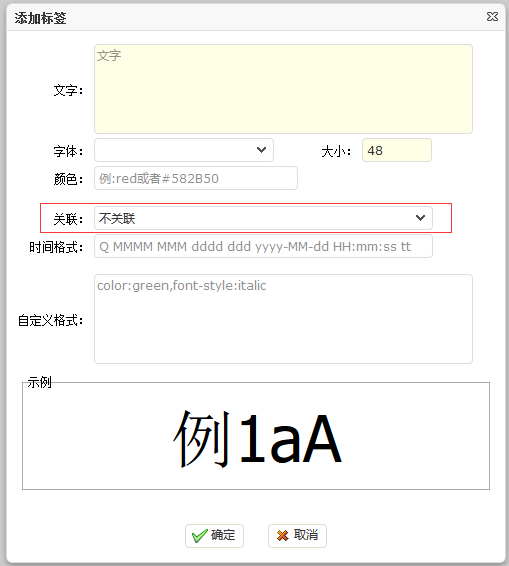 添加标签
文字： 文字
字体： 大小： 48
颜色： 例:red或者#582B50
关联： 不关联
时间格式： Q MMMM MMM dddd ddd yyyy-MM-dd HH:mm:ss tt
自定义格式： color:green,font-style:italic
示例
例1aA
确定 取消